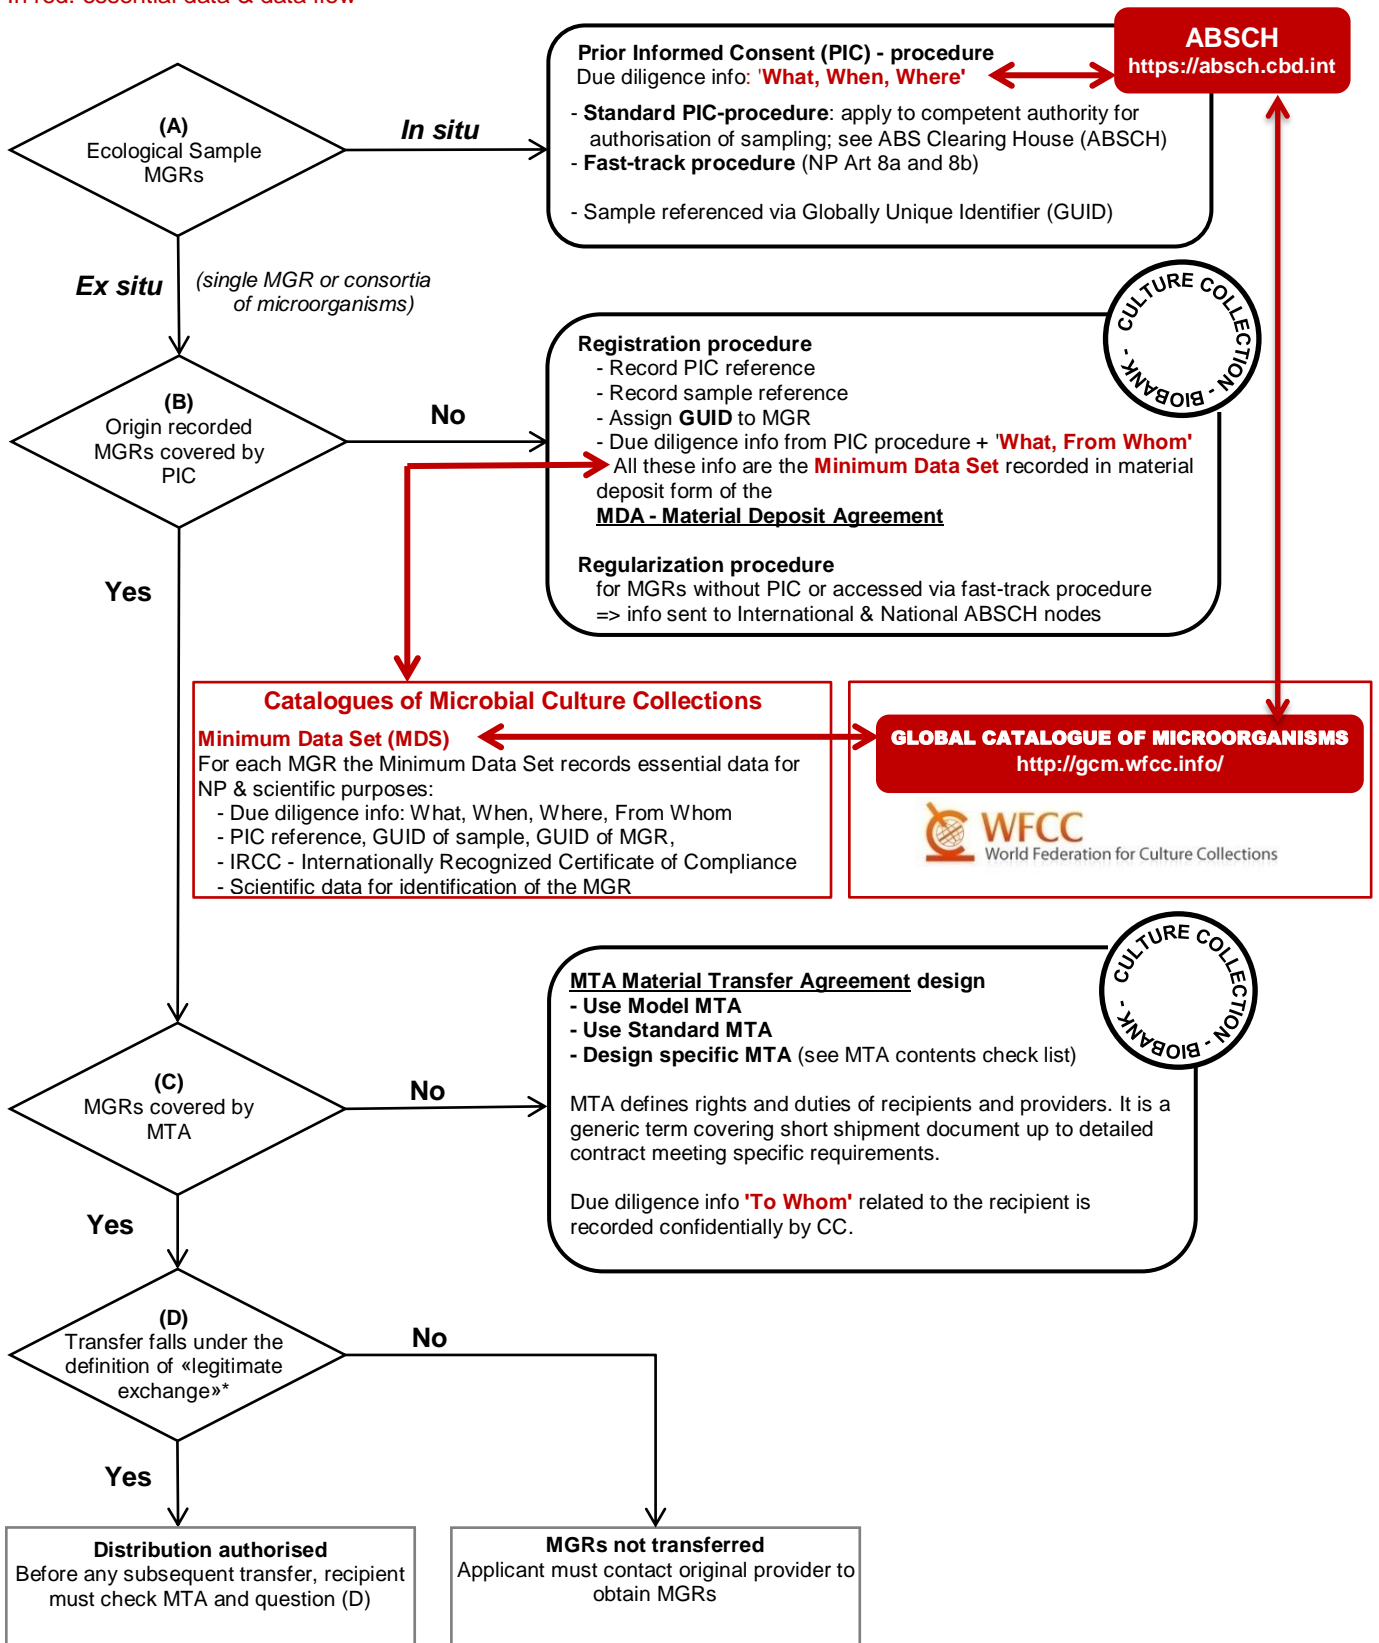 In red: essential data & data flow
ABSCH
https://absch.cbd.int
Prior Informed Consent (PIC) - procedure
Due diligence info: 'What, When, Where'
- Standard PIC-procedure: apply to competent authority for
authorisation of sampling; see ABS Clearing House (ABSCH)
- Fast-track procedure (NP Art 8a and 8b)
- Sample referenced via Globally Unique Identifier (GUID)
(A)
Ecological Sample
MGRs
In situ
Ex situ
(single MGR or consortia
of microorganisms)
CULTURE COLLECTION - BIOBANK -
(B)
Origin recorded
MGRs covered by
PIC
No
Registration procedure
- Record PIC reference
- Record sample reference
- Assign GUID to MGR
- Due diligence info from PIC procedure + 'What, From Whom'
All these info are the Minimum Data Set recorded in material
deposit form of the
MDA - Material Deposit Agreement
Regularization procedure
for MGRs without PIC or accessed via fast-track procedure
=> info sent to International & National ABSCH nodes
Yes
Catalogues of Microbial Culture Collections
Minimum Data Set (MDS)
For each MGR the Minimum Data Set records essential data for
NP & scientific purposes:
- Due diligence info: What, When, Where, From Whom
- PIC reference, GUID of sample, GUID of MGR,
- IRCC - Internationally Recognized Certificate of Compliance
- Scientific data for identification of the MGR
GLOBAL CATALOGUE OF MICROORGANISMS
http://gcm.wfcc.info/
WFCC
World Federation for Culture Collections
CULTURE COLLECTION - BIOBANK -
(C)
MGRs covered by
MTA
No
MTA Material Transfer Agreement design
- Use Model MTA
- Use Standard MTA
- Design specific MTA (see MTA contents check list)
MTA defines rights and duties of recipients and providers. It is a
generic term covering short shipment document up to detailed
contract meeting specific requirements.
Due diligence info 'To Whom' related to the recipient is
recorded confidentially by CC.
Yes
(D)
Transfer falls under the
definition of «legitimate
exchange»*
No
Yes
Distribution authorised
Before any subsequent transfer, recipient
must check MTA and question (D)
MGRs not transferred
Applicant must contact original provider to
obtain MGRs